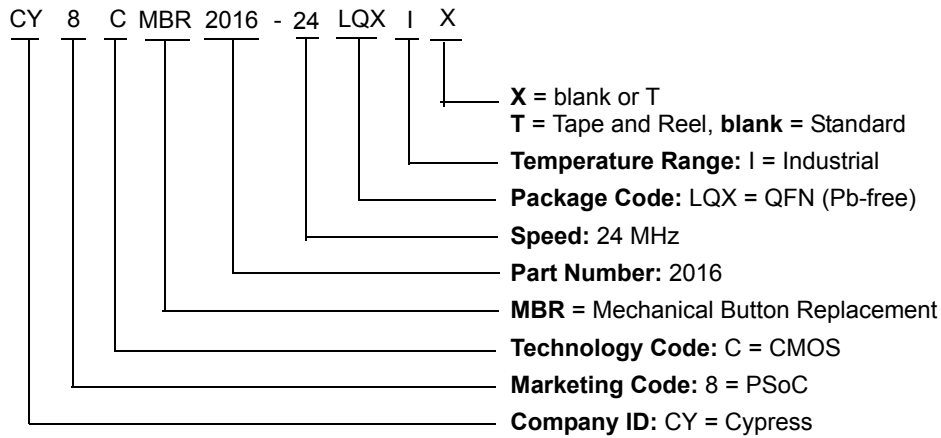 CY 8 C MBR 2016 - 24 LQX I X
X = blank or T
T = Tape and Reel, blank = Standard
Temperature Range: I = Industrial
Package Code: LQX = QFN (Pb-free)
Speed: 24 MHz
Part Number: 2016
MBR = Mechanical Button Replacement
Technology Code: C = CMOS
Marketing Code: 8 = PSoC
Company ID: CY = Cypress